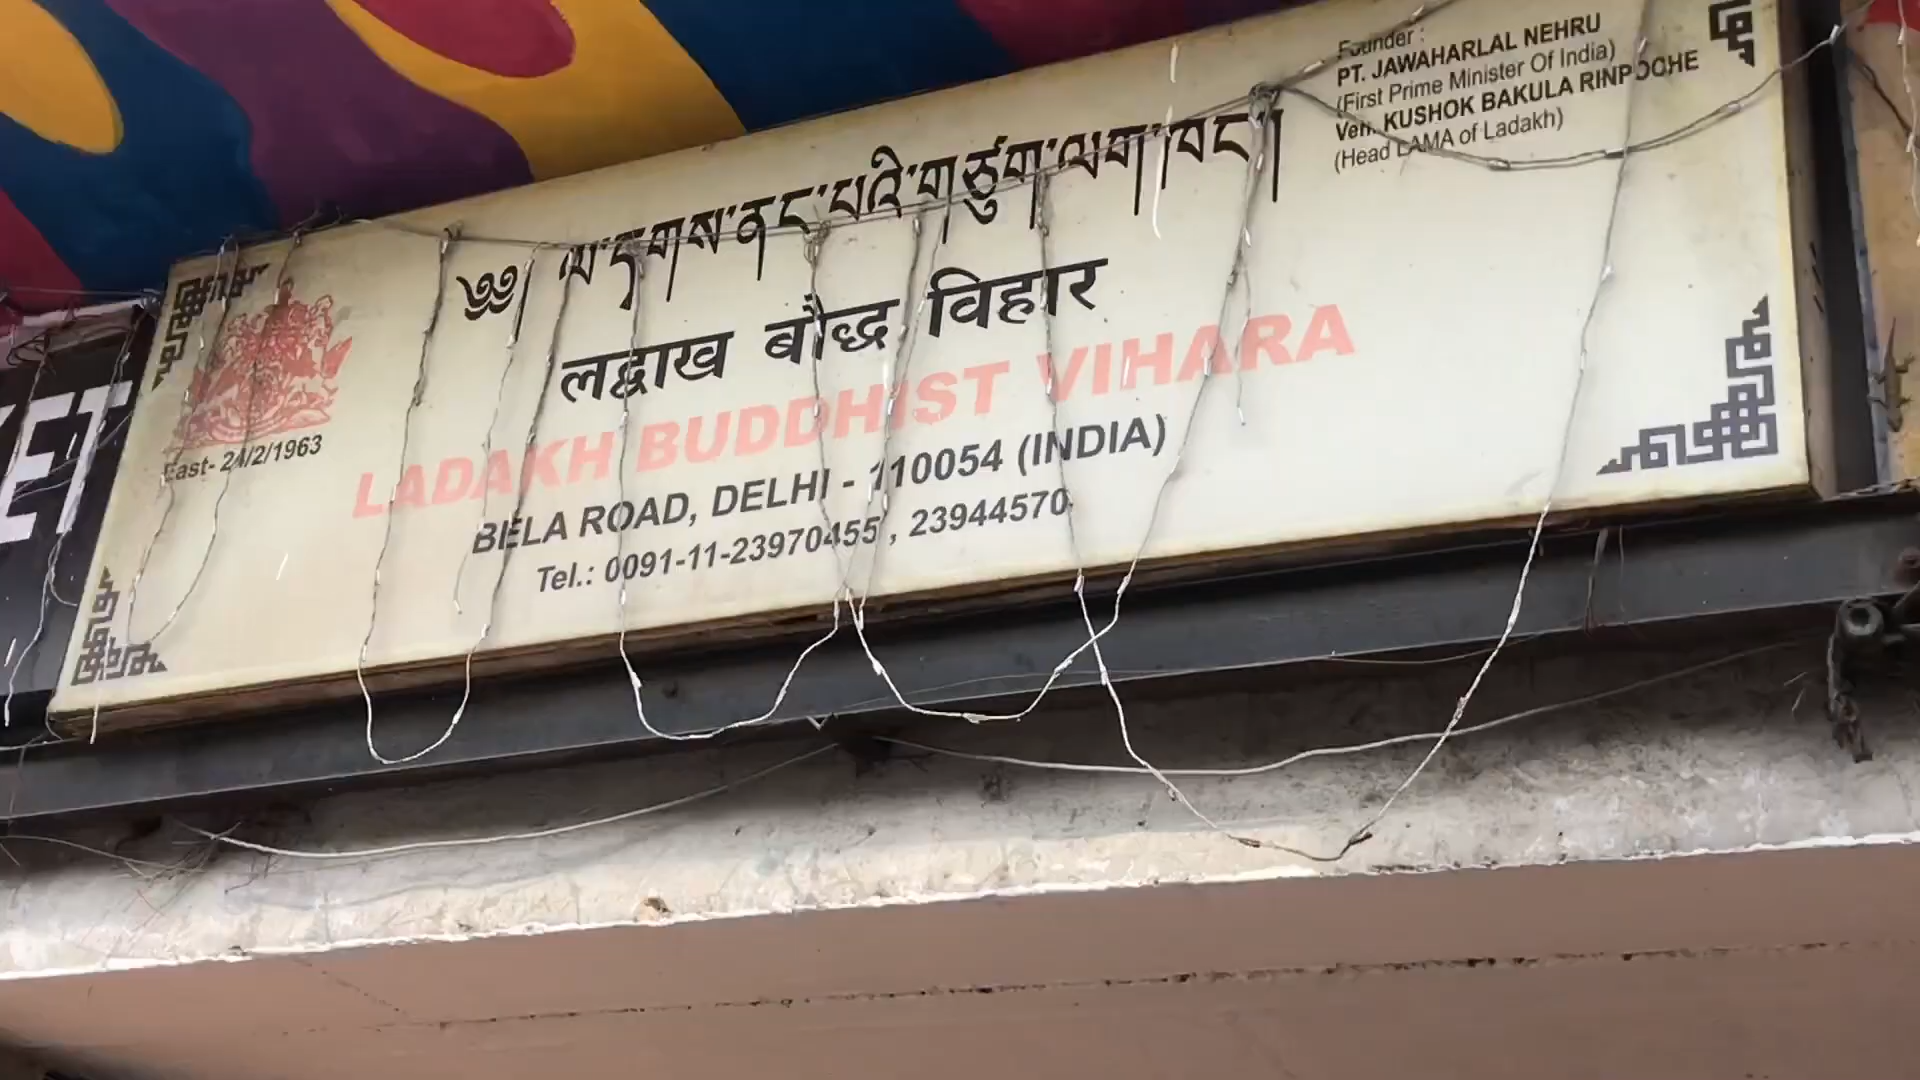 Founder :
PT. JAWAHARLAL NEHRU
(First Prime Minister Of India)
Ven. KUSHOK BAKULA RINPOCHE
(Head LAMA of Ladakh)
༄༅། ལ་དྭགས་ནང་པའི་གཙུག་ལག་ཁང་།
लद्दाख बौद्ध विहार
LADAKH BUDDHIST VIHARA
East- 24/2/1963
BELA ROAD, DELHI - 110054 (INDIA)
Tel.: 0091-11-23970455 , 23944570